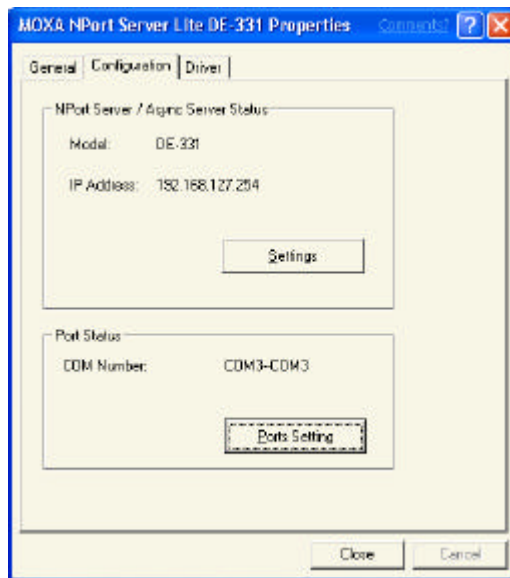 MOXA NPort Server Lite DE-331 Properties Comments?
General Configuration Driver
NPort Server / Async Server Status
Model: DE-331
IP Address: 192.168.127.254
Settings
Port Status
COM Number: COM3-COM3
Ports Setting
Close Cancel